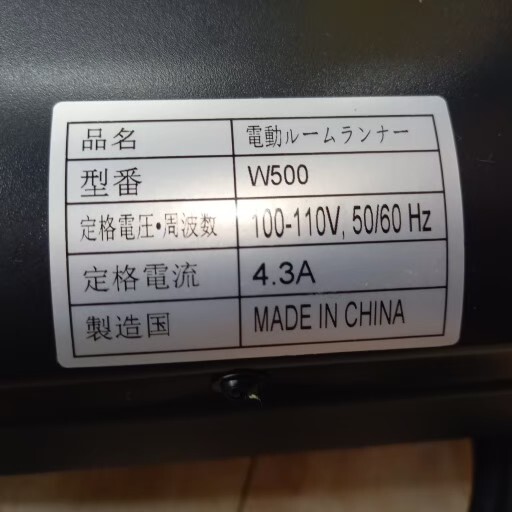 品名 電動ルームランナー
型番 W500
定格電圧•周波数 100-110V, 50/60 Hz
定格電流 4.3A
製造国 MADE IN CHINA